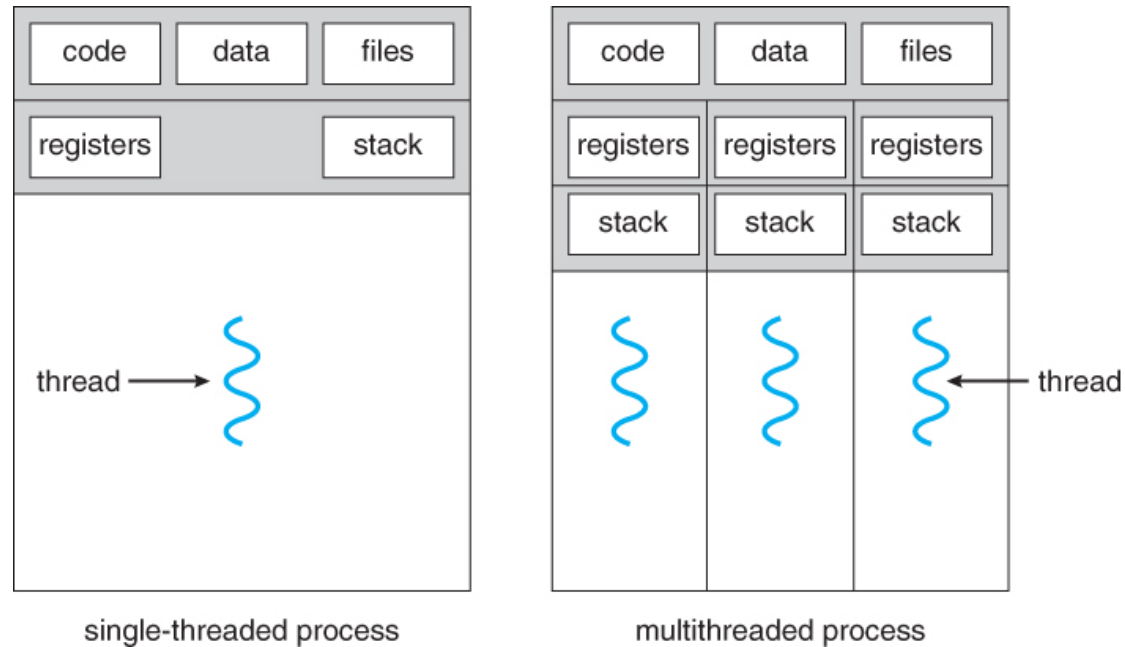 code data files code data files
registers stack registers registers registers
stack stack stack
thread thread
single-threaded process multithreaded process